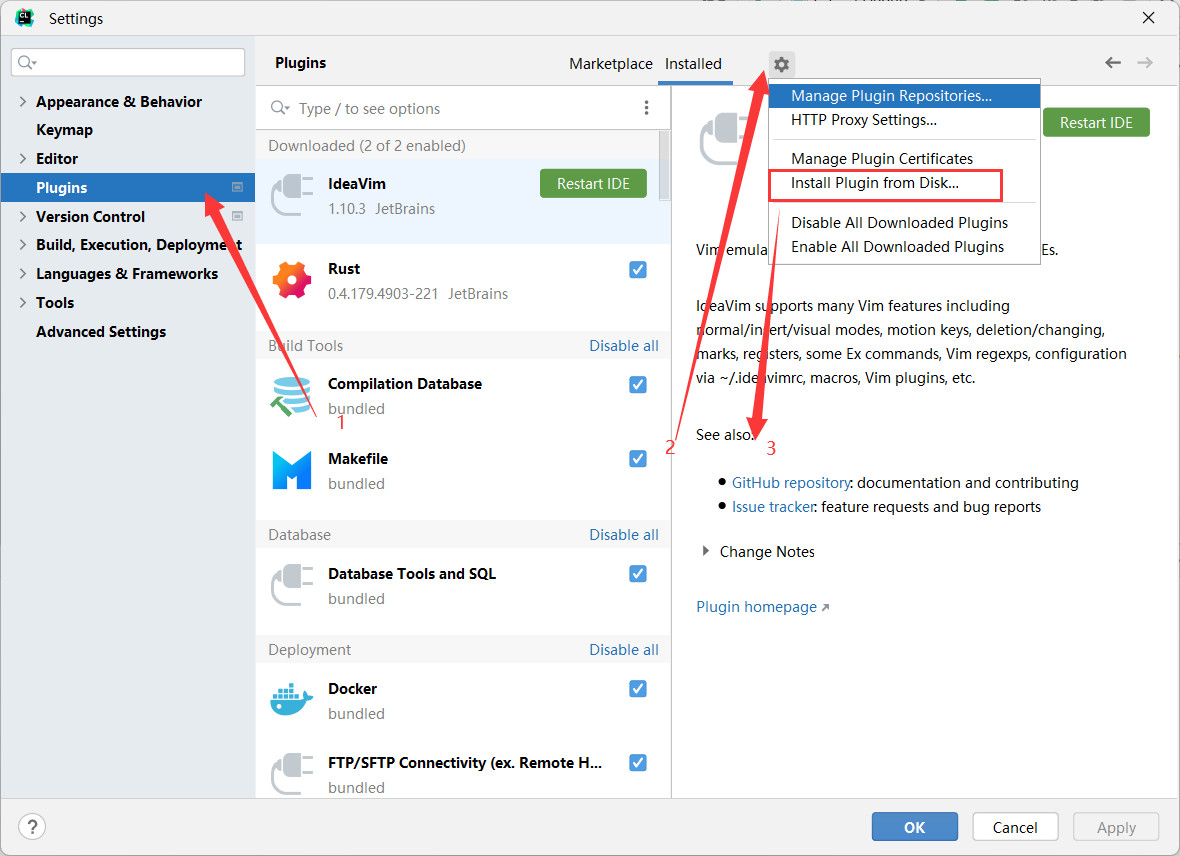 Settings
Plugins
Marketplace
Installed
Appearance & Behavior
Keymap
Editor
Plugins
Version Control
Build, Execution, Deployment
Languages & Frameworks
Tools
Advanced Settings
Type / to see options
Downloaded (2 of 2 enabled)
IdeaVim
Restart IDE
1.10.3 JetBrains
Rust
0.4.179.4903-221 JetBrains
Build Tools
Disable all
Compilation Database
bundled
1
Makefile
bundled
Database
Disable all
Database Tools and SQL
bundled
Deployment
Disable all
Docker
bundled
FTP/SFTP Connectivity (ex. Remote H...
bundled
Manage Plugin Repositories...
HTTP Proxy Settings...
Manage Plugin Certificates
Install Plugin from Disk...
Disable All Downloaded Plugins
Enable All Downloaded Plugins
Restart IDE
Vim emula Es.
IdeaVim supports many Vim features including
normal/insert/visual modes, motion keys, deletion/changing,
marks, registers, some Ex commands, Vim regexps, configuration
via ~/.ideavimrc, macros, Vim plugins, etc.
2
See also:
3
GitHub repository: documentation and contributing
Issue tracker: feature requests and bug reports
Change Notes
Plugin homepage
?
OK
Cancel
Apply